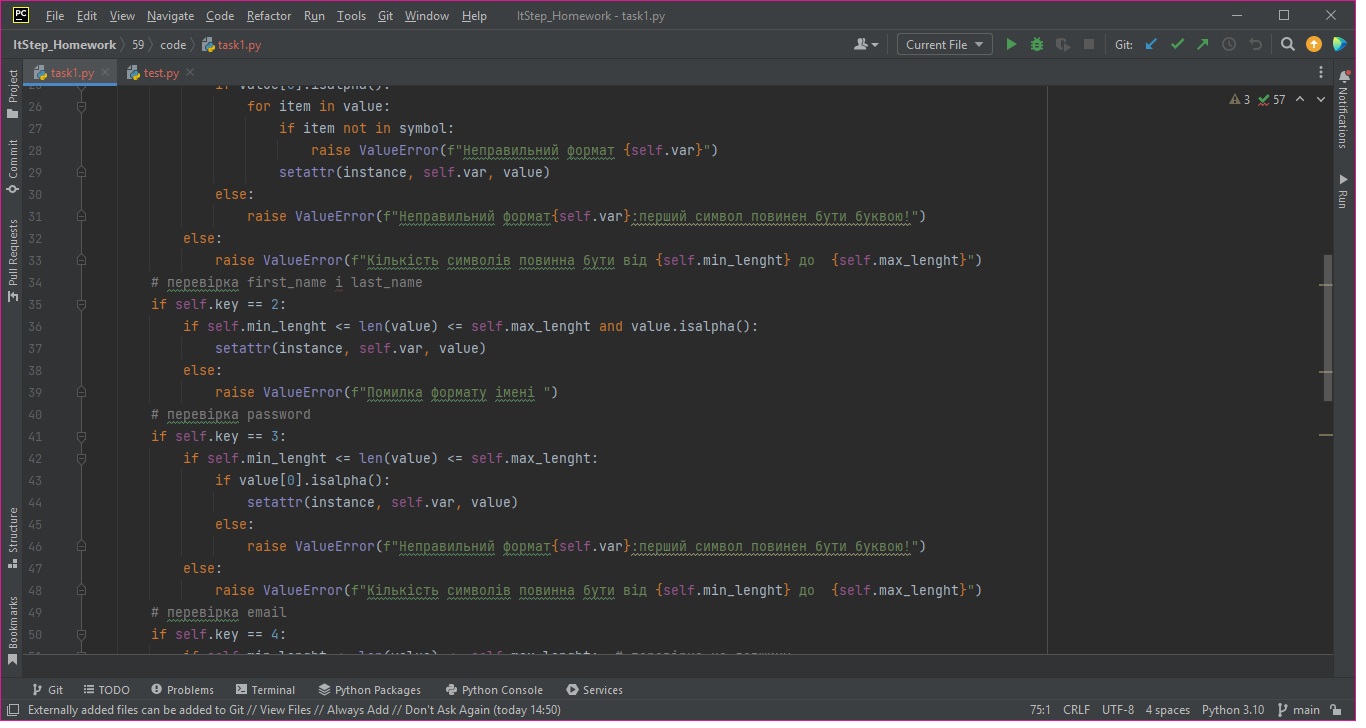 PC File Edit View Navigate Code Refactor Run Tools Git Window Help ItStep_Homework - task1.py
ItStep_Homework 59 code task1.py Current File Git:
task1.py test.py
Project
Commit
Pull Requests
Structure
Bookmarks
Notifications
Run
3 57
25 if value[0].isalpha():
26 for item in value:
27 if item not in symbol:
28 raise ValueError(f"Неправильний формат {self.var}")
29 setattr(instance, self.var, value)
30 else:
31 raise ValueError(f"Неправильний формат{self.var}:перший символ повинен бути буквою!")
32 else:
33 raise ValueError(f"Кількість символів повинна бути від {self.min_lenght} до  {self.max_lenght}")
34 # перевірка first_name і last_name
35 if self.key == 2:
36 if self.min_lenght <= len(value) <= self.max_lenght and value.isalpha():
37 setattr(instance, self.var, value)
38 else:
39 raise ValueError(f"Помилка формату імені ")
40 # перевірка password
41 if self.key == 3:
42 if self.min_lenght <= len(value) <= self.max_lenght:
43 if value[0].isalpha():
44 setattr(instance, self.var, value)
45 else:
46 raise ValueError(f"Неправильний формат{self.var}:перший символ повинен бути буквою!")
47 else:
48 raise ValueError(f"Кількість символів повинна бути від {self.min_lenght} до  {self.max_lenght}")
49 # перевірка email
50 if self.key == 4:
Git TODO Problems Terminal Python Packages Python Console Services
Externally added files can be added to Git // View Files // Always Add // Don't Ask Again (today 14:50) 75:1 CRLF UTF-8 4 spaces Python 3.10 main